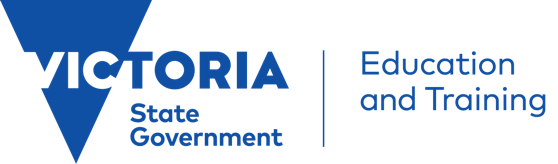 VICTORIA
State
Government
Education
and Training